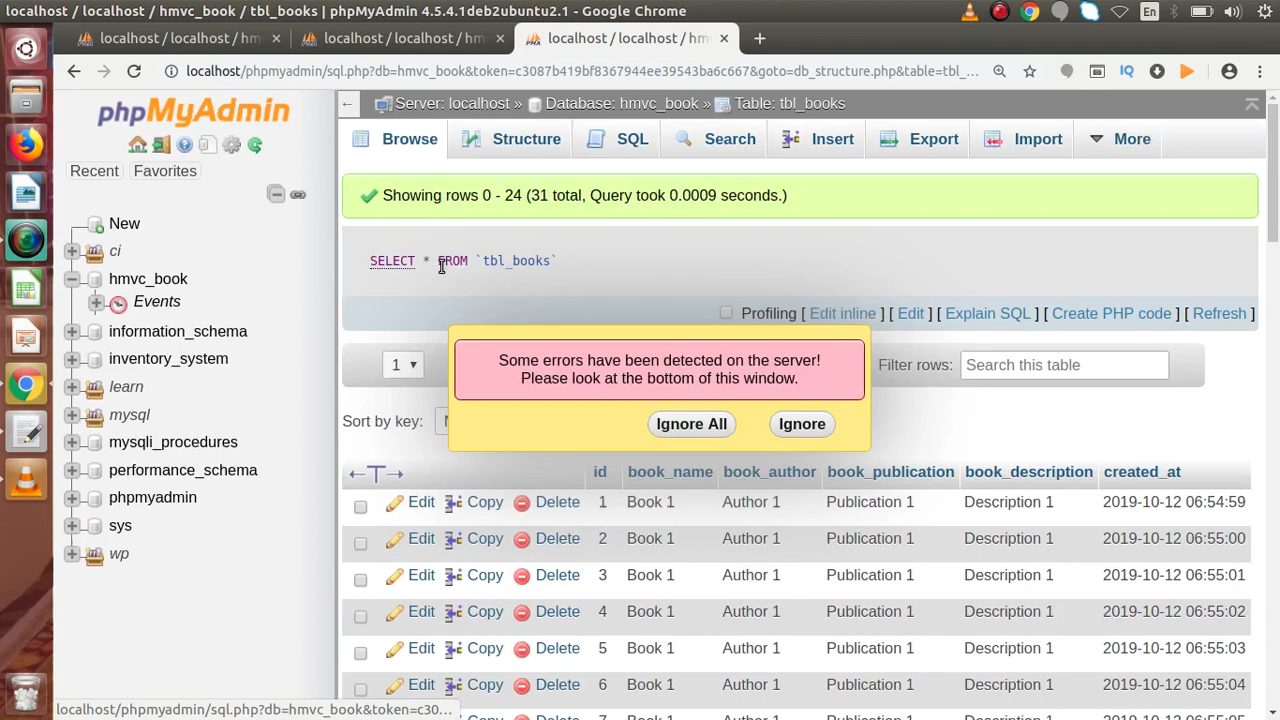 localhost / localhost / hmvc_book / tbl_books | phpMyAdmin 4.5.4.1deb2ubuntu2.1 - Google Chrome
En
localhost / localhost / hm
localhost / localhost / hm
localhost / localhost / hm
localhost/phpmyadmin/sql.php?db=hmvc_book&token=c3087b419bf8367944ee39543ba6c667&goto=db_structure.php&table=tbl_...
IQ
phpMyAdmin
Recent
Favorites
New
ci
hmvc_book
Events
information_schema
inventory_system
learn
mysql
mysqli_procedures
performance_schema
phpmyadmin
sys
wp
Server: localhost »
Database: hmvc_book »
Table: tbl_books
Browse
Structure
SQL
Search
Insert
Export
Import
More
Showing rows 0 - 24 (31 total, Query took 0.0009 seconds.)
SELECT * FROM `tbl_books`
Profiling [ Edit inline ] [ Edit ] [ Explain SQL ] [ Create PHP code ] [ Refresh ]
1
Filter rows:
Search this table
Some errors have been detected on the server!
Please look at the bottom of this window.
Ignore All
Ignore
Sort by key:
id book_name book_author book_publication book_description created_at
Edit Copy Delete 1 Book 1 Author 1 Publication 1 Description 1 2019-10-12 06:54:59
Edit Copy Delete 2 Book 1 Author 1 Publication 1 Description 1 2019-10-12 06:55:00
Edit Copy Delete 3 Book 1 Author 1 Publication 1 Description 1 2019-10-12 06:55:01
Edit Copy Delete 4 Book 1 Author 1 Publication 1 Description 1 2019-10-12 06:55:02
Edit Copy Delete 5 Book 1 Author 1 Publication 1 Description 1 2019-10-12 06:55:03
Edit Copy Delete 6 Book 1 Author 1 Publication 1 Description 1 2019-10-12 06:55:04
localhost/phpmyadmin/sql.php?db=hmvc_book&token=c30...